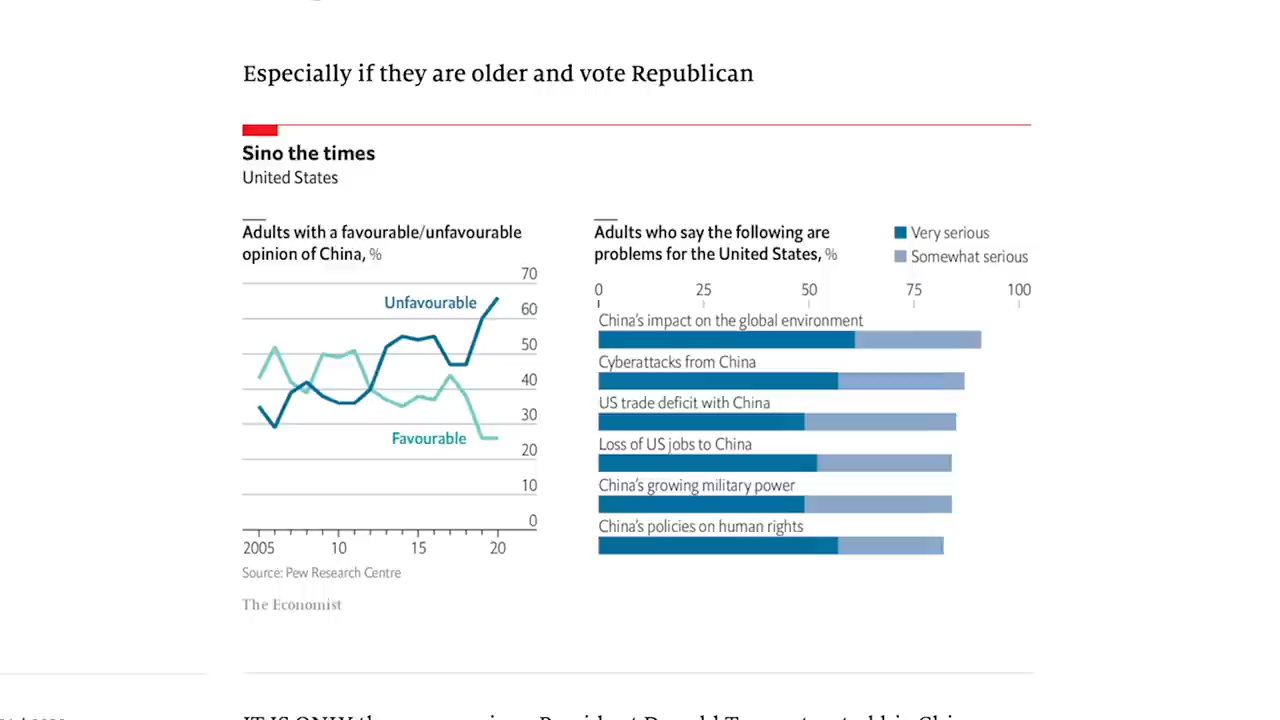 Especially if they are older and vote Republican
Sino the times
United States
Adults with a favourable/unfavourable
opinion of China, %
70
60
50
40
30
20
10
0
Unfavourable
Favourable
2005 10 15 20
Source: Pew Research Centre
The Economist
Adults who say the following are
problems for the United States, %
Very serious
Somewhat serious
0 25 50 75 100
China's impact on the global environment
Cyberattacks from China
US trade deficit with China
Loss of US jobs to China
China's growing military power
China's policies on human rights
IT IS ONLY